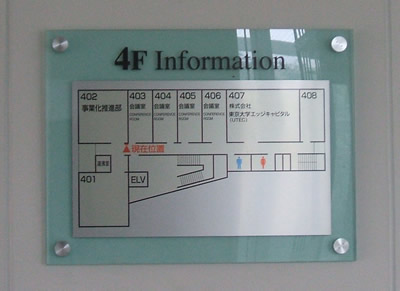 4F Information
402
事業化推進部
403
会議室
CONFERENCE
ROOM
404
会議室
CONFERENCE
ROOM
405
会議室
CONFERENCE
ROOM
406
会議室
CONFERENCE
ROOM
407
株式会社
東京大学エッジキャピタル
(UTEC)
408
▲現在位置
401
ELV